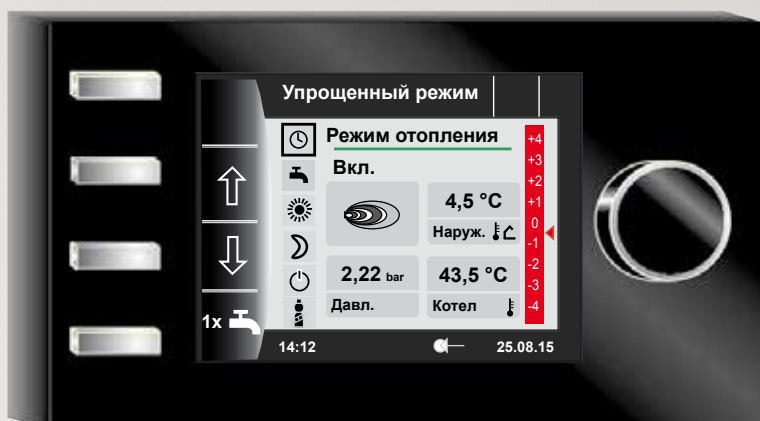 Упрощенный режим
Режим отопления
Вкл.
4,5 °C
Наруж.
2,22 bar
43,5 °C
Давл.
Котел
+4
+3
+2
+1
0
-1
-2
-3
-4
1x
14:12
25.08.15